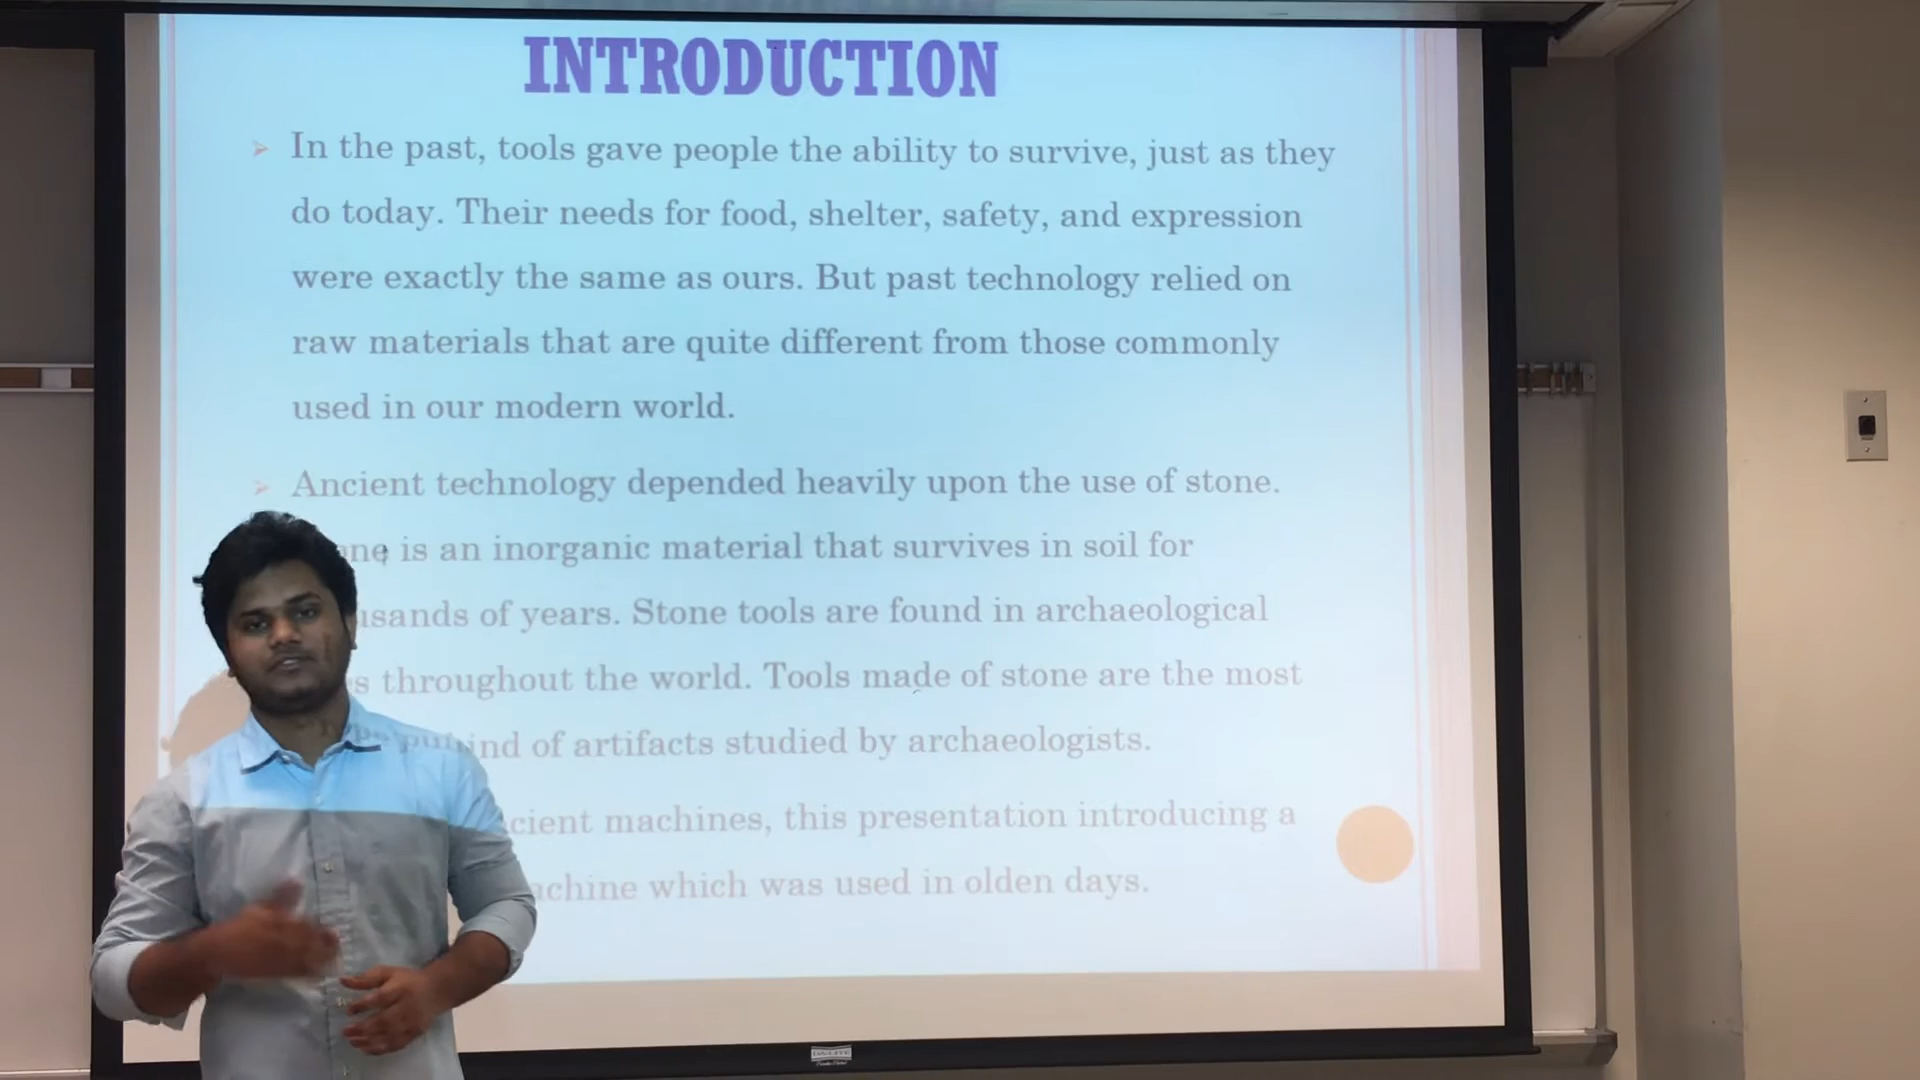 INTRODUCTION
In the past, tools gave people the ability to survive, just as they
do today. Their needs for food, shelter, safety, and expression
were exactly the same as ours. But past technology relied on
raw materials that are quite different from those commonly
used in our modern world.
Ancient technology depended heavily upon the use of stone.
is an inorganic material that survives in soil for
of years. Stone tools are found in archaeological
throughout the world. Tools made of stone are the most
of artifacts studied by archaeologists.
machines, this presentation introducing a
which was used in olden days.